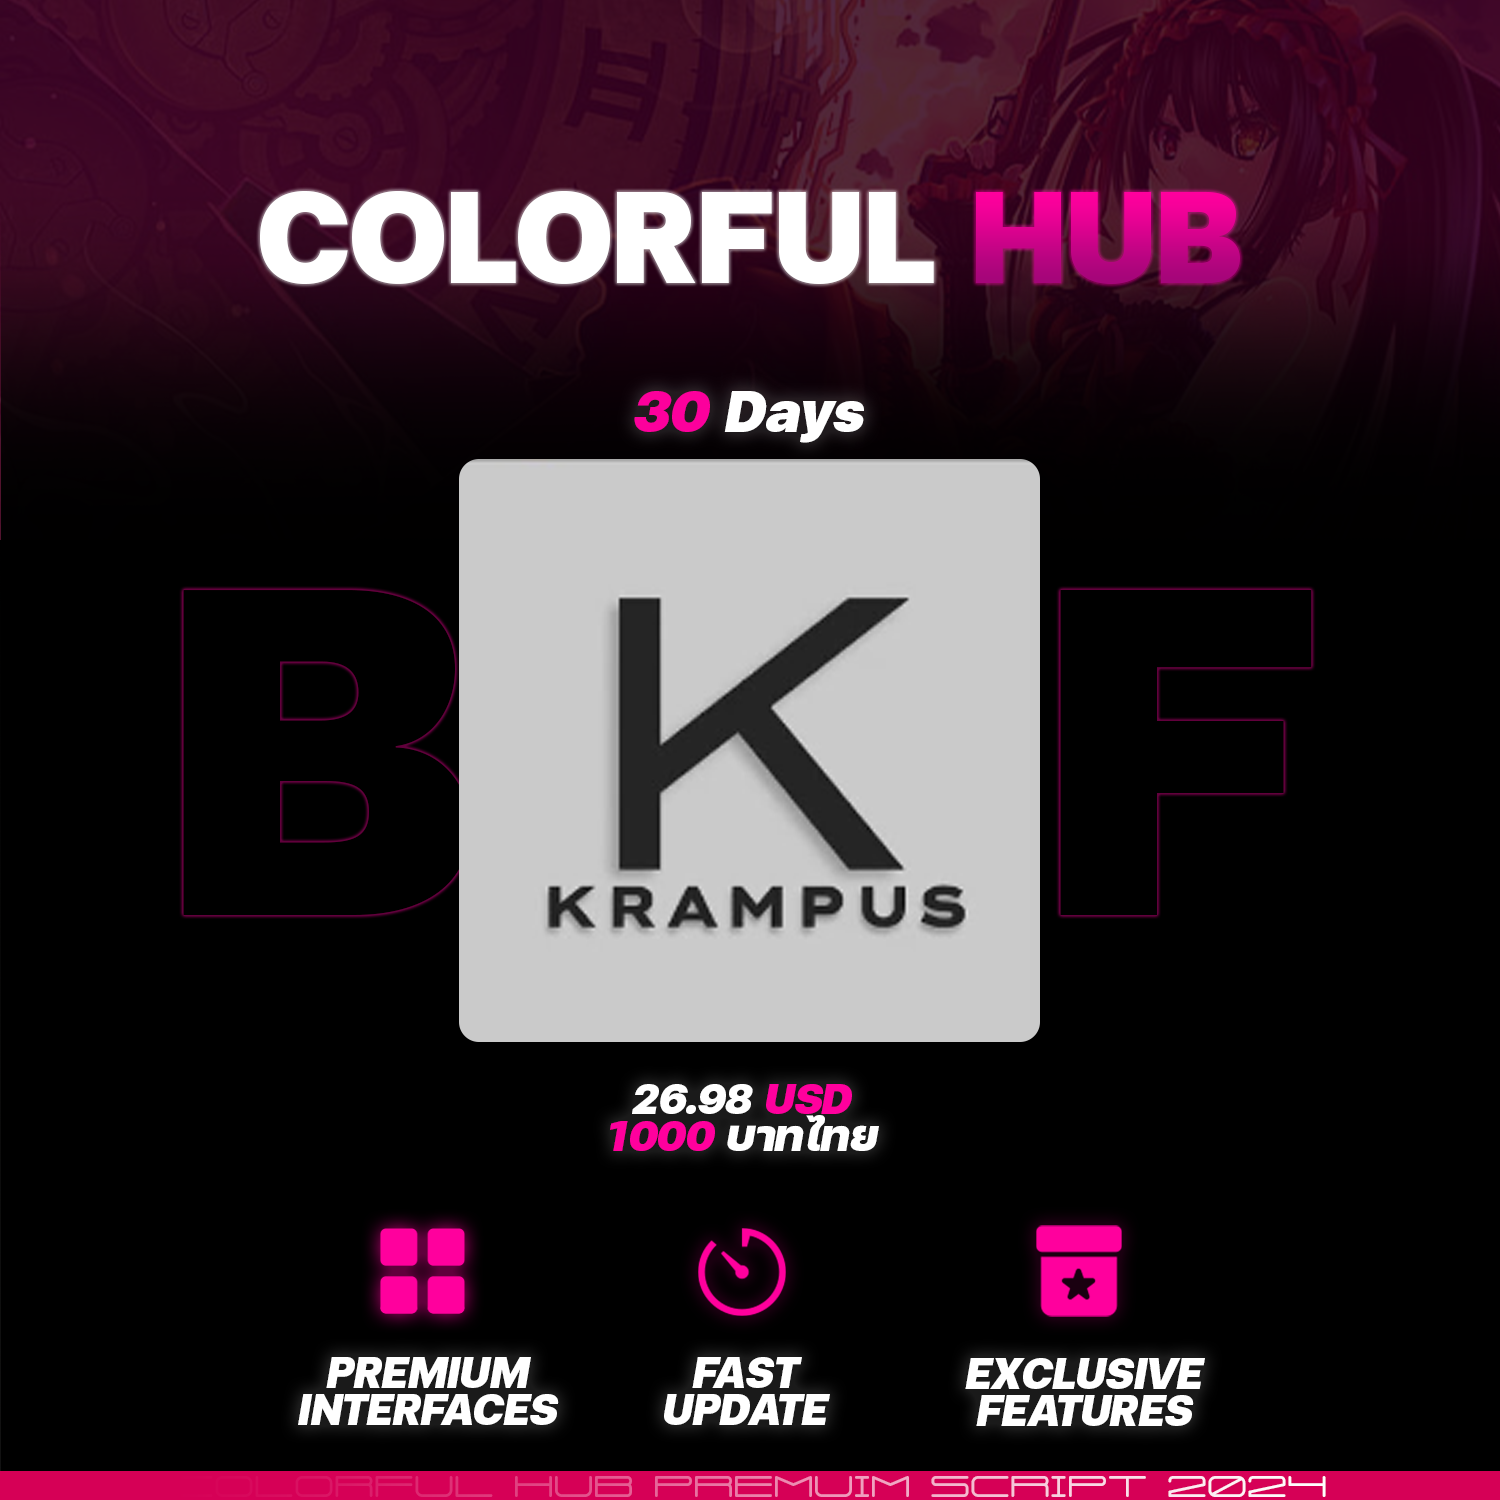 COLORFUL HUB
30 Days
B F
K
KRAMPUS
26.98 USD
1000 บาทไทย
PREMIUM
INTERFACES
FAST
UPDATE
EXCLUSIVE
FEATURES
OLORFUL HUB PREMUIM SCRIPT 2024